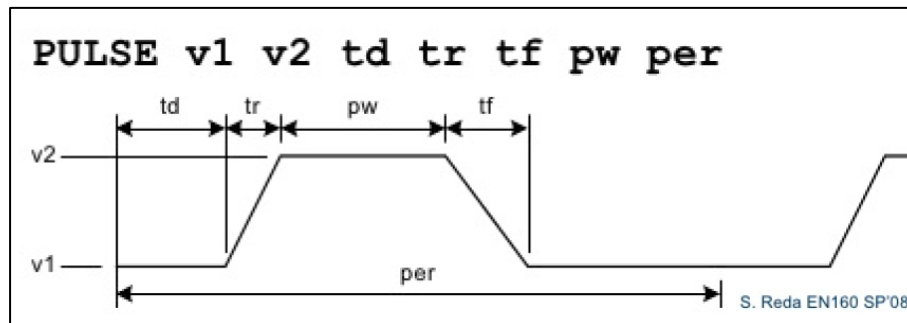 PULSE v1 v2 td tr tf pw per
td tr pw tf
v2
v1
per
S. Reda EN160 SP'08